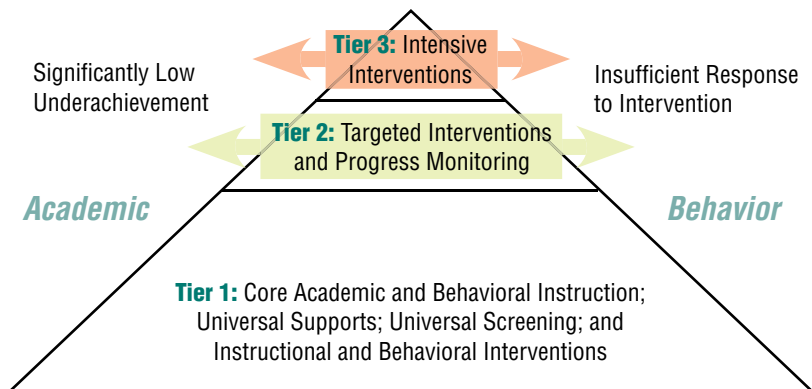 Tier 3: Intensive
Interventions
Significantly Low
Underachievement
Insufficient Response
to Intervention
Tier 2: Targeted Interventions
and Progress Monitoring
Academic
Behavior
Tier 1: Core Academic and Behavioral Instruction;
Universal Supports; Universal Screening; and
Instructional and Behavioral Interventions